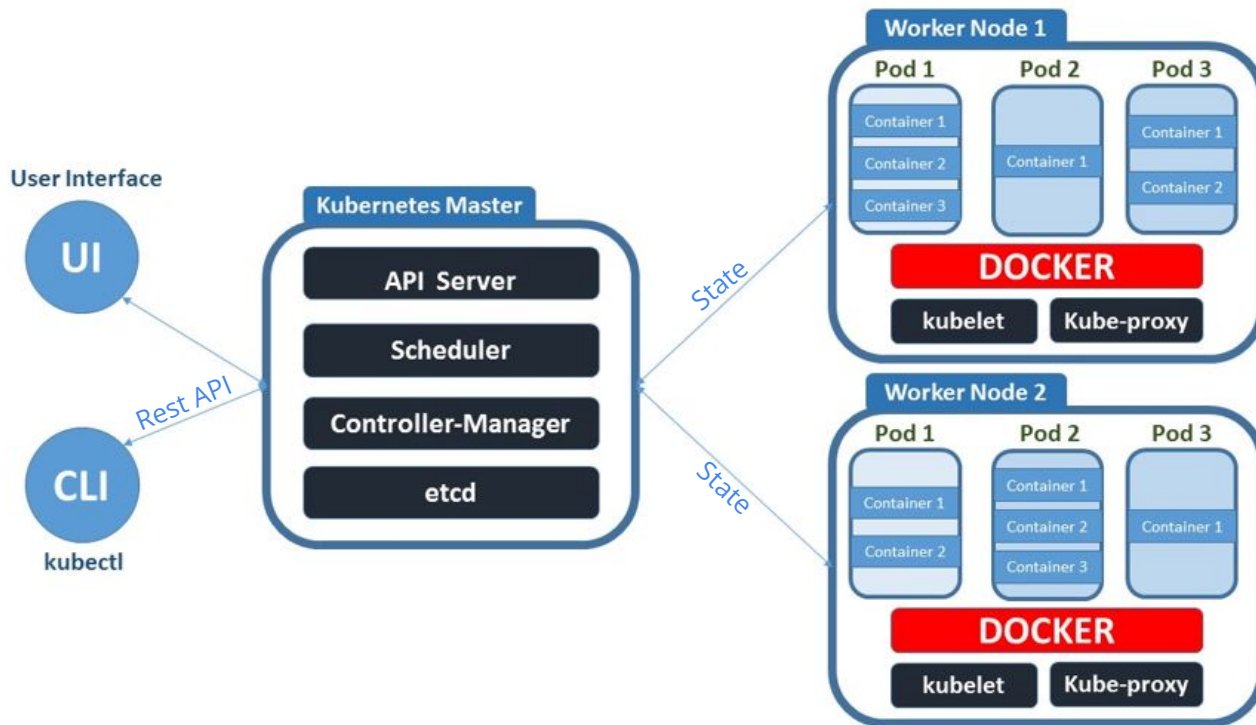 User Interface
UI
CLI
kubectl
Rest API
Kubernetes Master
API Server
Scheduler
Controller-Manager
etcd
State
State
Worker Node 1
Pod 1
Container 1
Container 2
Container 3
Pod 2
Container 1
Pod 3
Container 1
Container 2
DOCKER
kubelet
Kube-proxy
Worker Node 2
Pod 1
Container 1
Container 2
Pod 2
Container 1
Container 2
Container 3
Pod 3
Container 1
DOCKER
kubelet
Kube-proxy